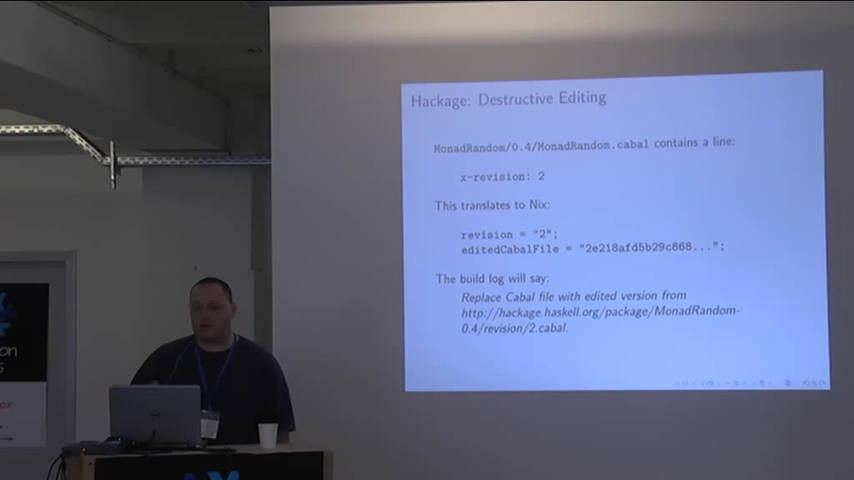 Hackage: Destructive Editing
MonadRandom/0.4/MonadRandom.cabal contains a line:
x-revision: 2
This translates to Nix:
revision = "2";
editedCabalFile = "2e218afd5b29c868...";
The build log will say:
Replace Cabal file with edited version from
http://hackage.haskell.org/package/MonadRandom-
0.4/revision/2.cabal.